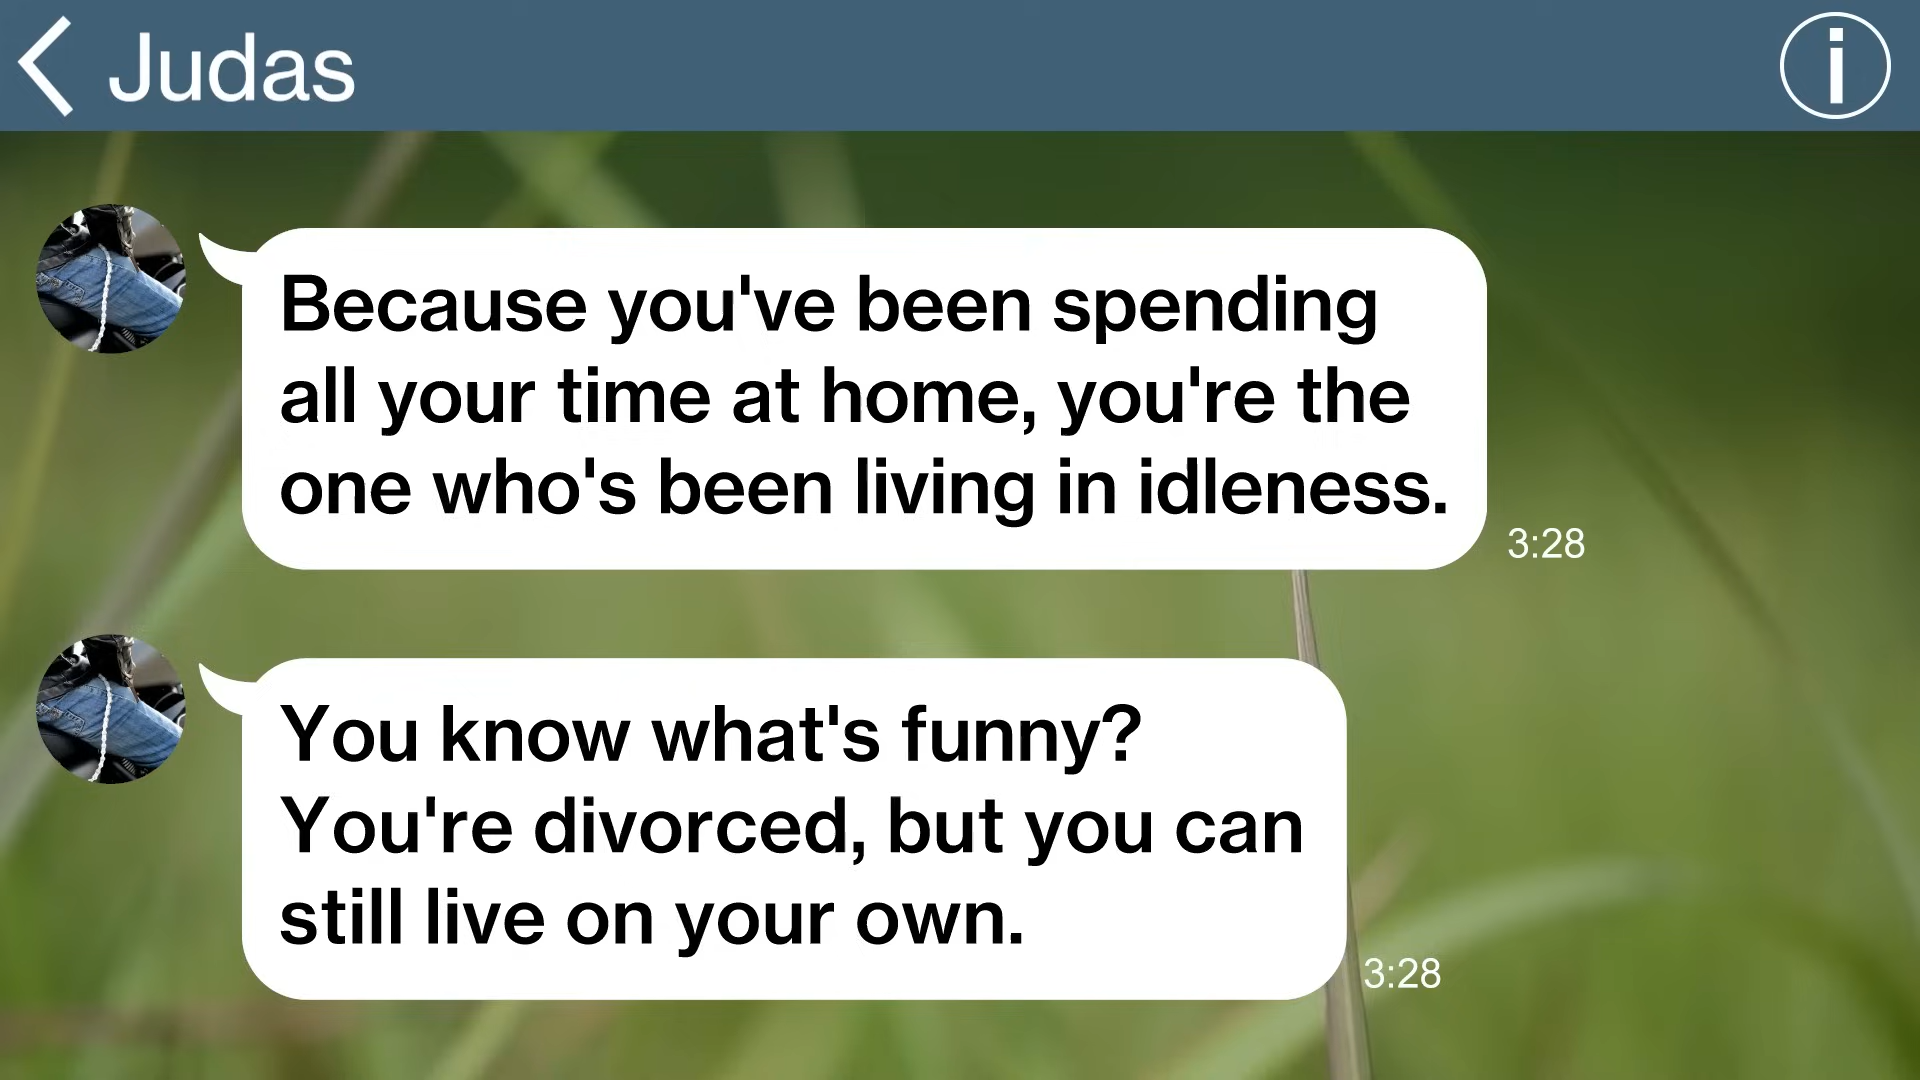 Judas
i
Because you've been spending
all your time at home, you're the
one who's been living in idleness.
3:28
You know what's funny?
You're divorced, but you can
still live on your own.
3:28